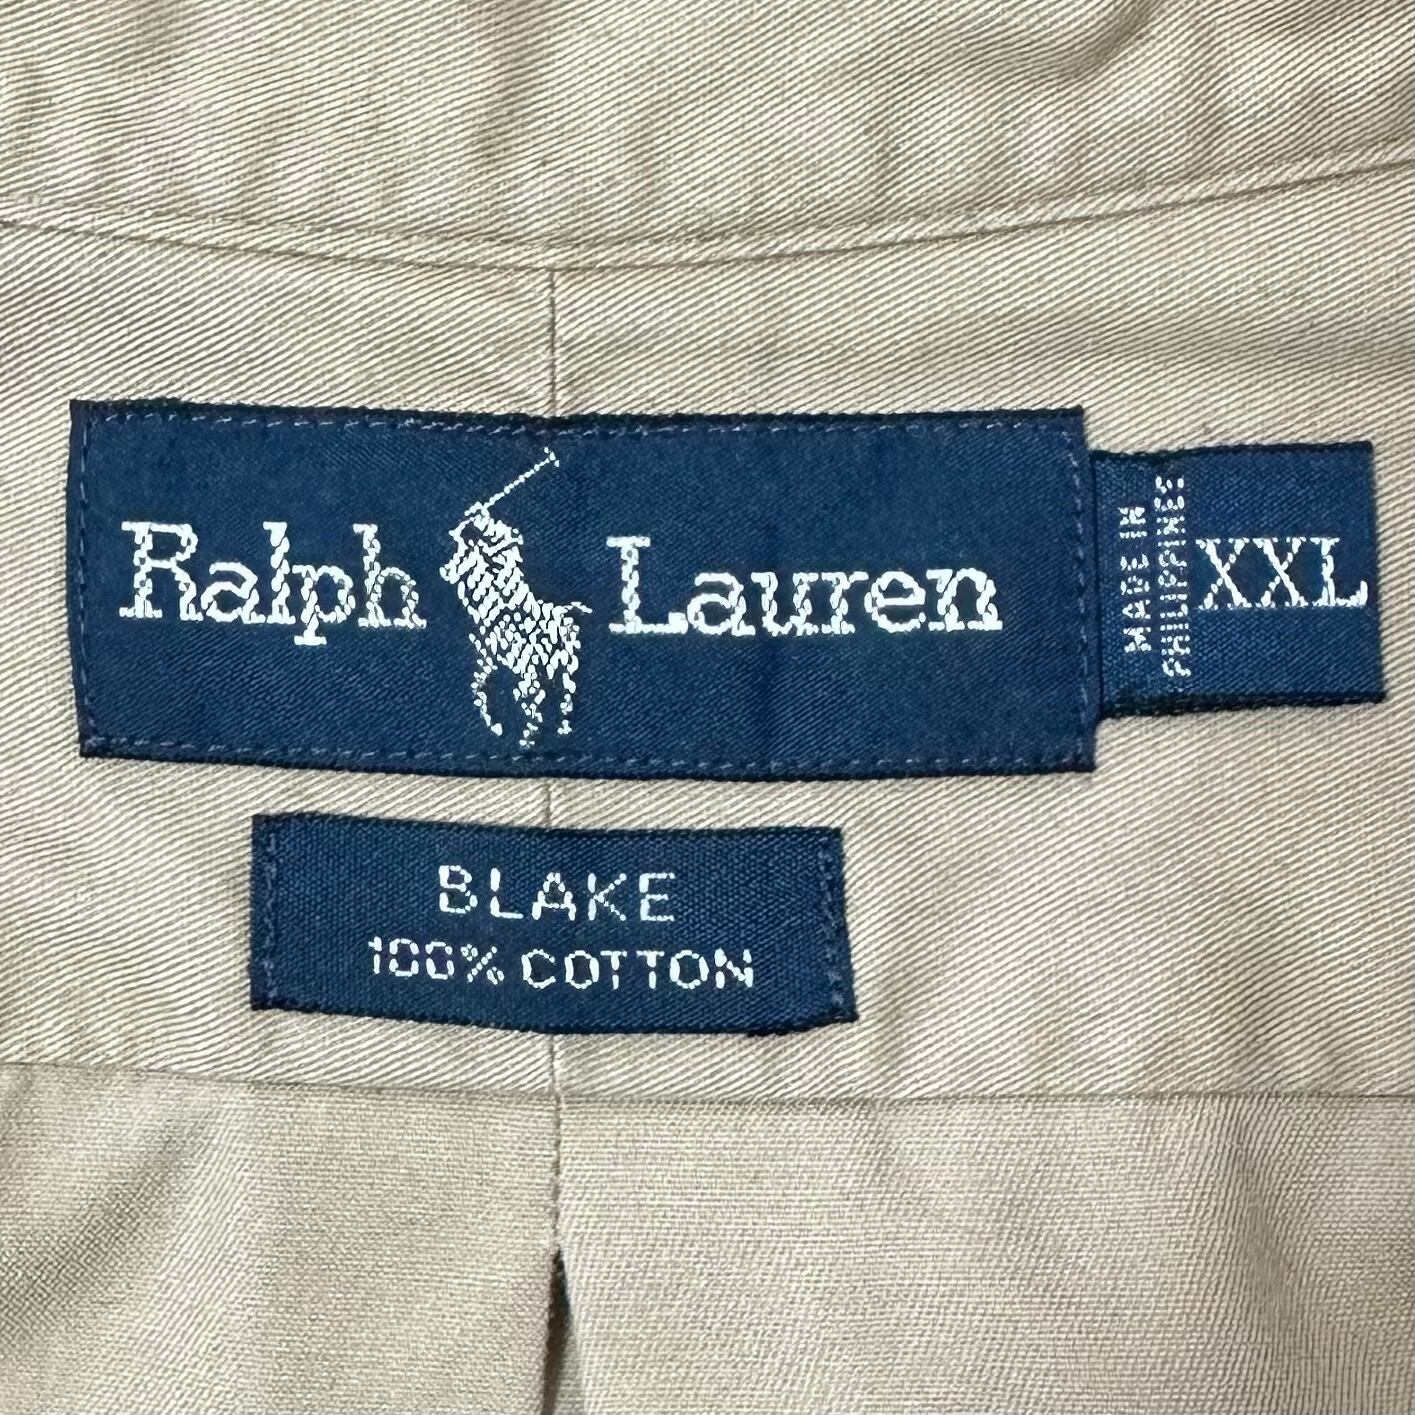 Ralph Lauren
MADE IN
PHILIPPINES
XXL
BLAKE
100% COTTON